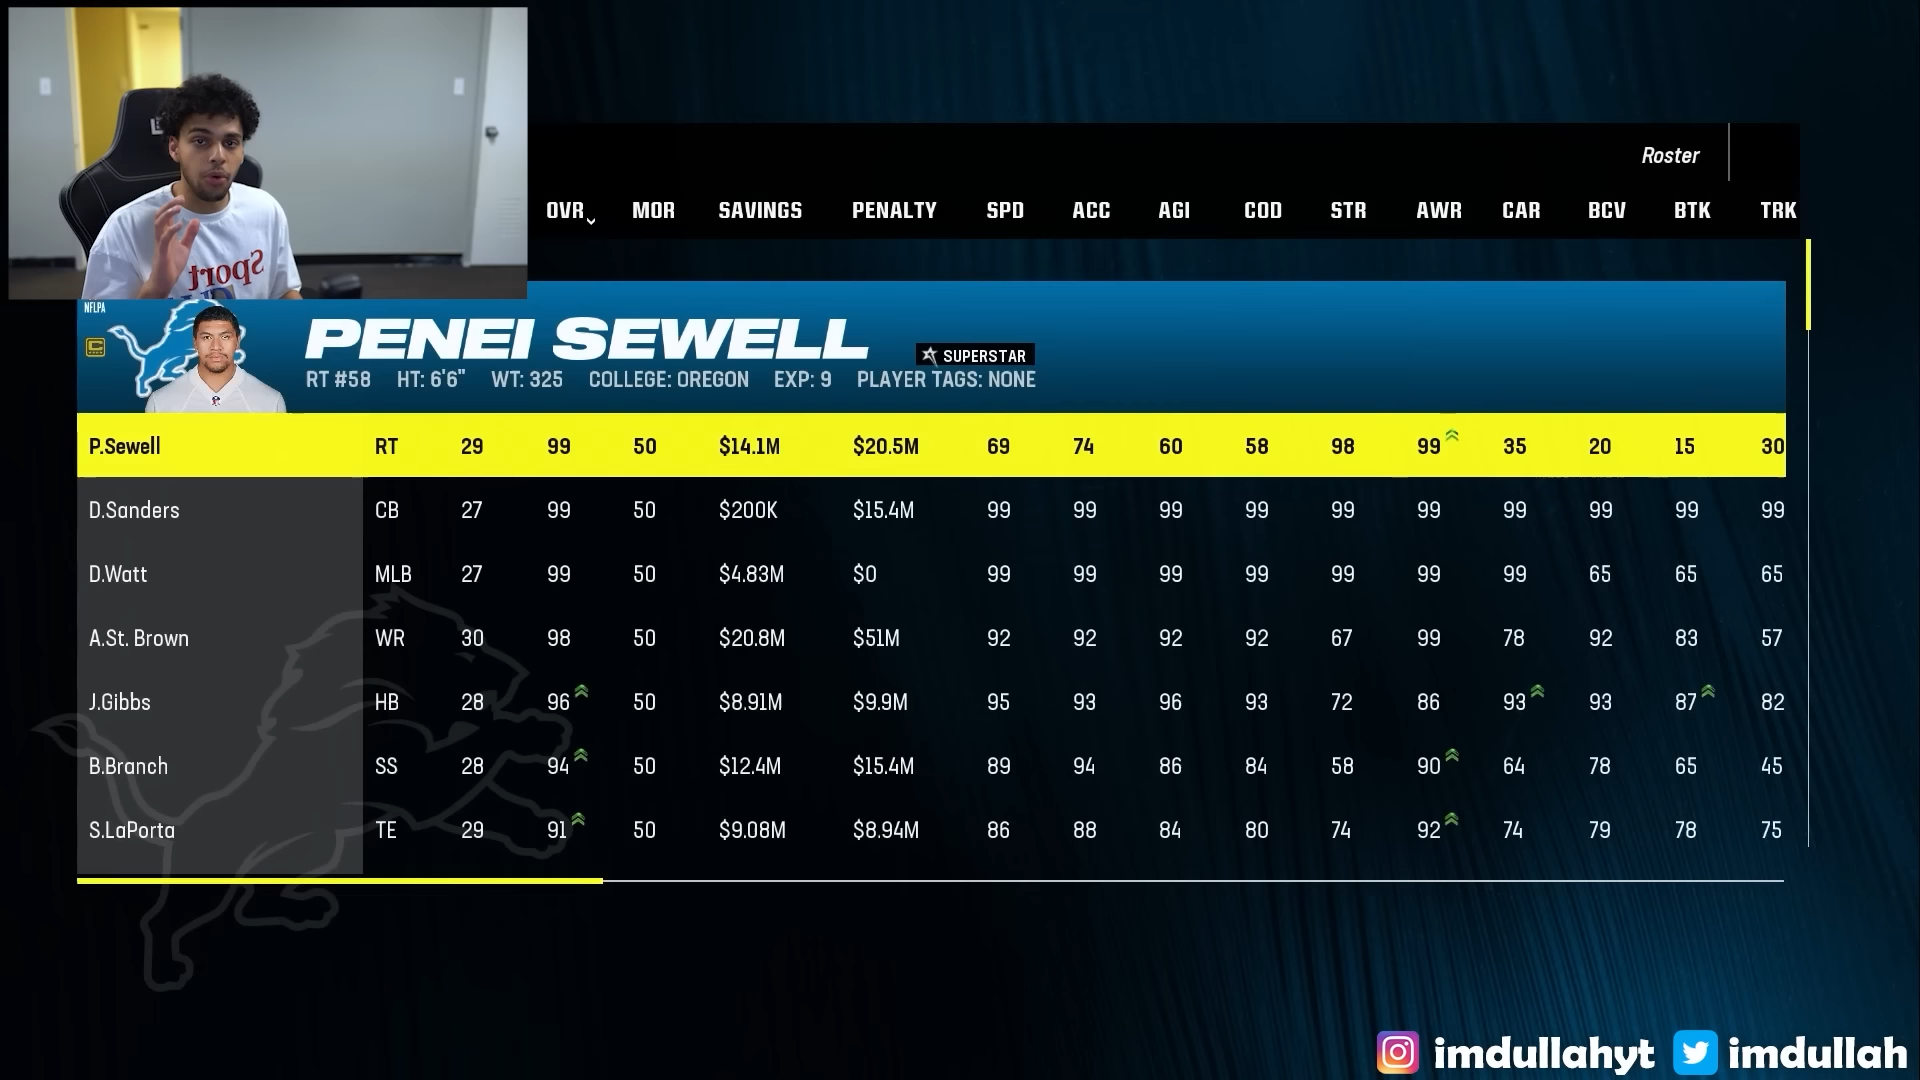 Sport
Roster
OVR MOR SAVINGS PENALTY SPD ACC AGI COD STR AWR CAR BCV BTK TRK
NFLPA
C
PENEI SEWELL
SUPERSTAR
RT #58 HT: 6'6" WT: 325 COLLEGE: OREGON EXP: 9 PLAYER TAGS: NONE
P.Sewell RT 29 99 50 $14.1M $20.5M 69 74 60 58 98 99 35 20 15 30
D.Sanders CB 27 99 50 $200K $15.4M 99 99 99 99 99 99 99 99 99 99
D.Watt MLB 27 99 50 $4.83M $0 99 99 99 99 99 99 99 65 65 65
A.St. Brown WR 30 98 50 $20.8M $51M 92 92 92 92 67 99 78 92 83 57
J.Gibbs HB 28 96 50 $8.91M $9.9M 95 93 96 93 72 86 93 93 87 82
B.Branch SS 28 94 50 $12.4M $15.4M 89 94 86 84 58 90 64 78 65 45
S.LaPorta TE 29 91 50 $9.08M $8.94M 86 88 84 80 74 92 74 79 78 75
imdullahyt imdullah